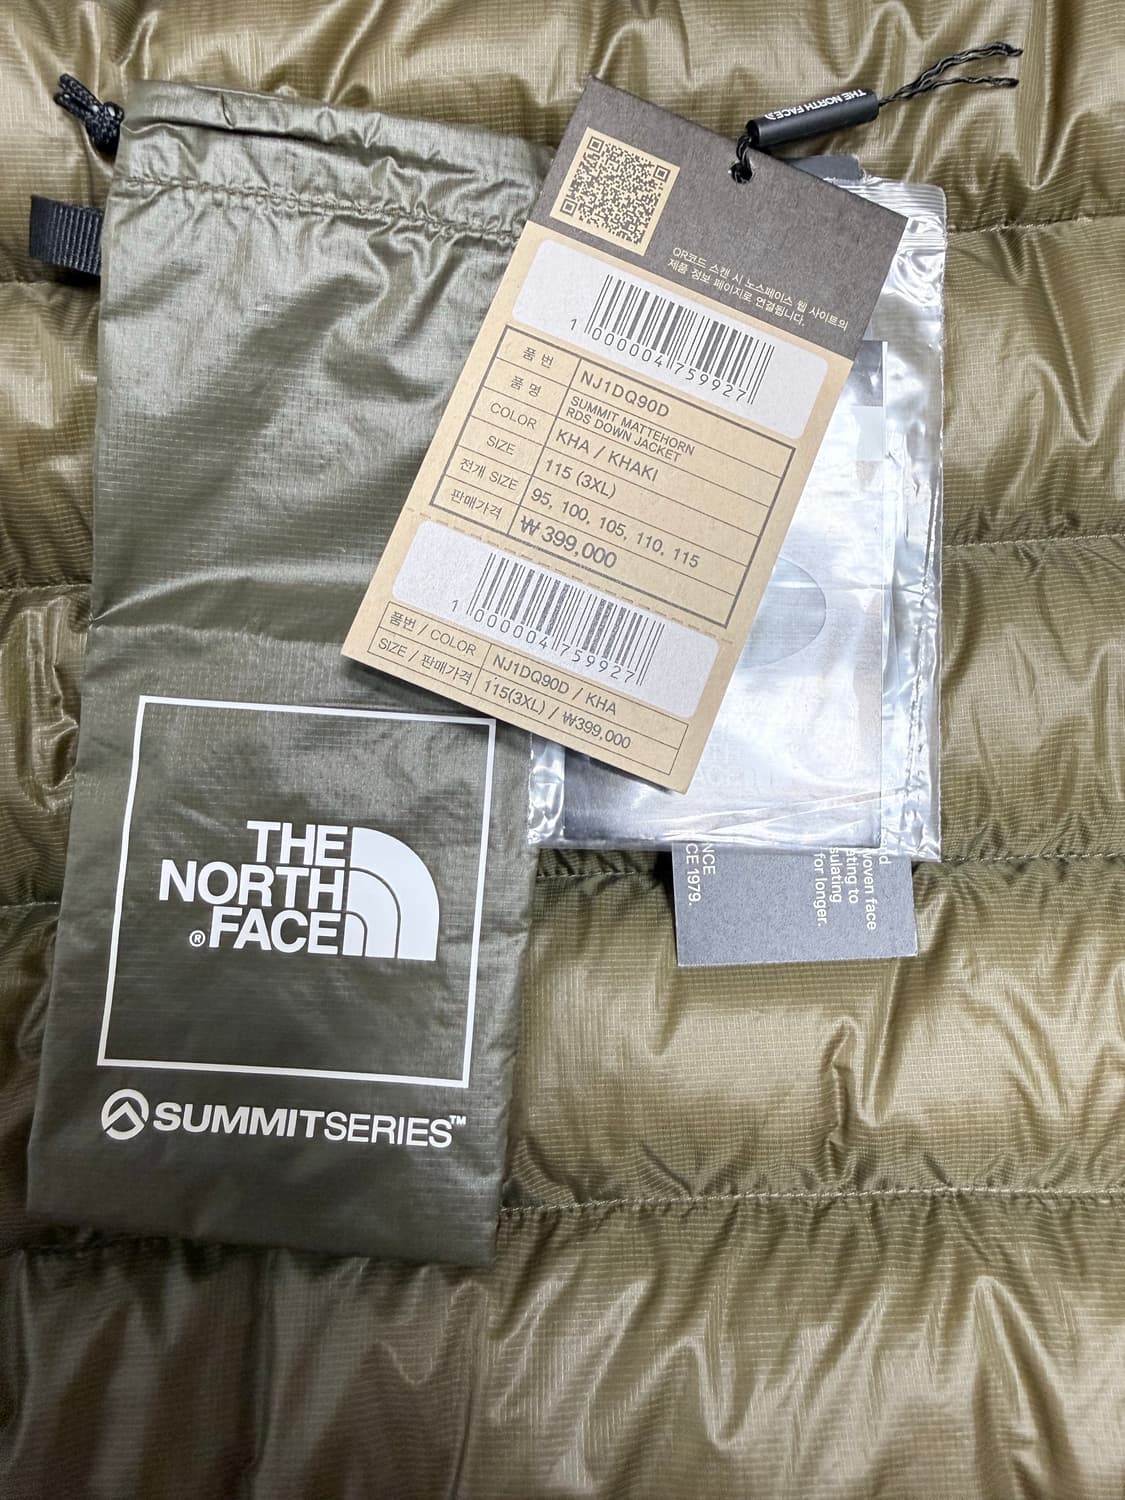 THE NORTH FACE
QR코드 스캔 시 노스페이스 웹 사이트의
제품 정보 페이지로 연결됩니다.
1 000004 759927
품 번 NJ1DQ90D
품 명 SUMMIT MATTEHORN
RDS DOWN JACKET
COLOR KHA / KHAKI
SIZE 115 (3XL)
전개 SIZE 95, 100, 105, 110, 115
판매가격 ₩ 399,000
1 000004 759927
품번 / COLOR NJ1DQ90D / KHA
SIZE / 판매가격 115(3XL) / ₩399,000
THE
NORTH
®FACE
SUMMITSERIES™
NCE
CE 1979.
woven face
ating to
sulating
for longer.